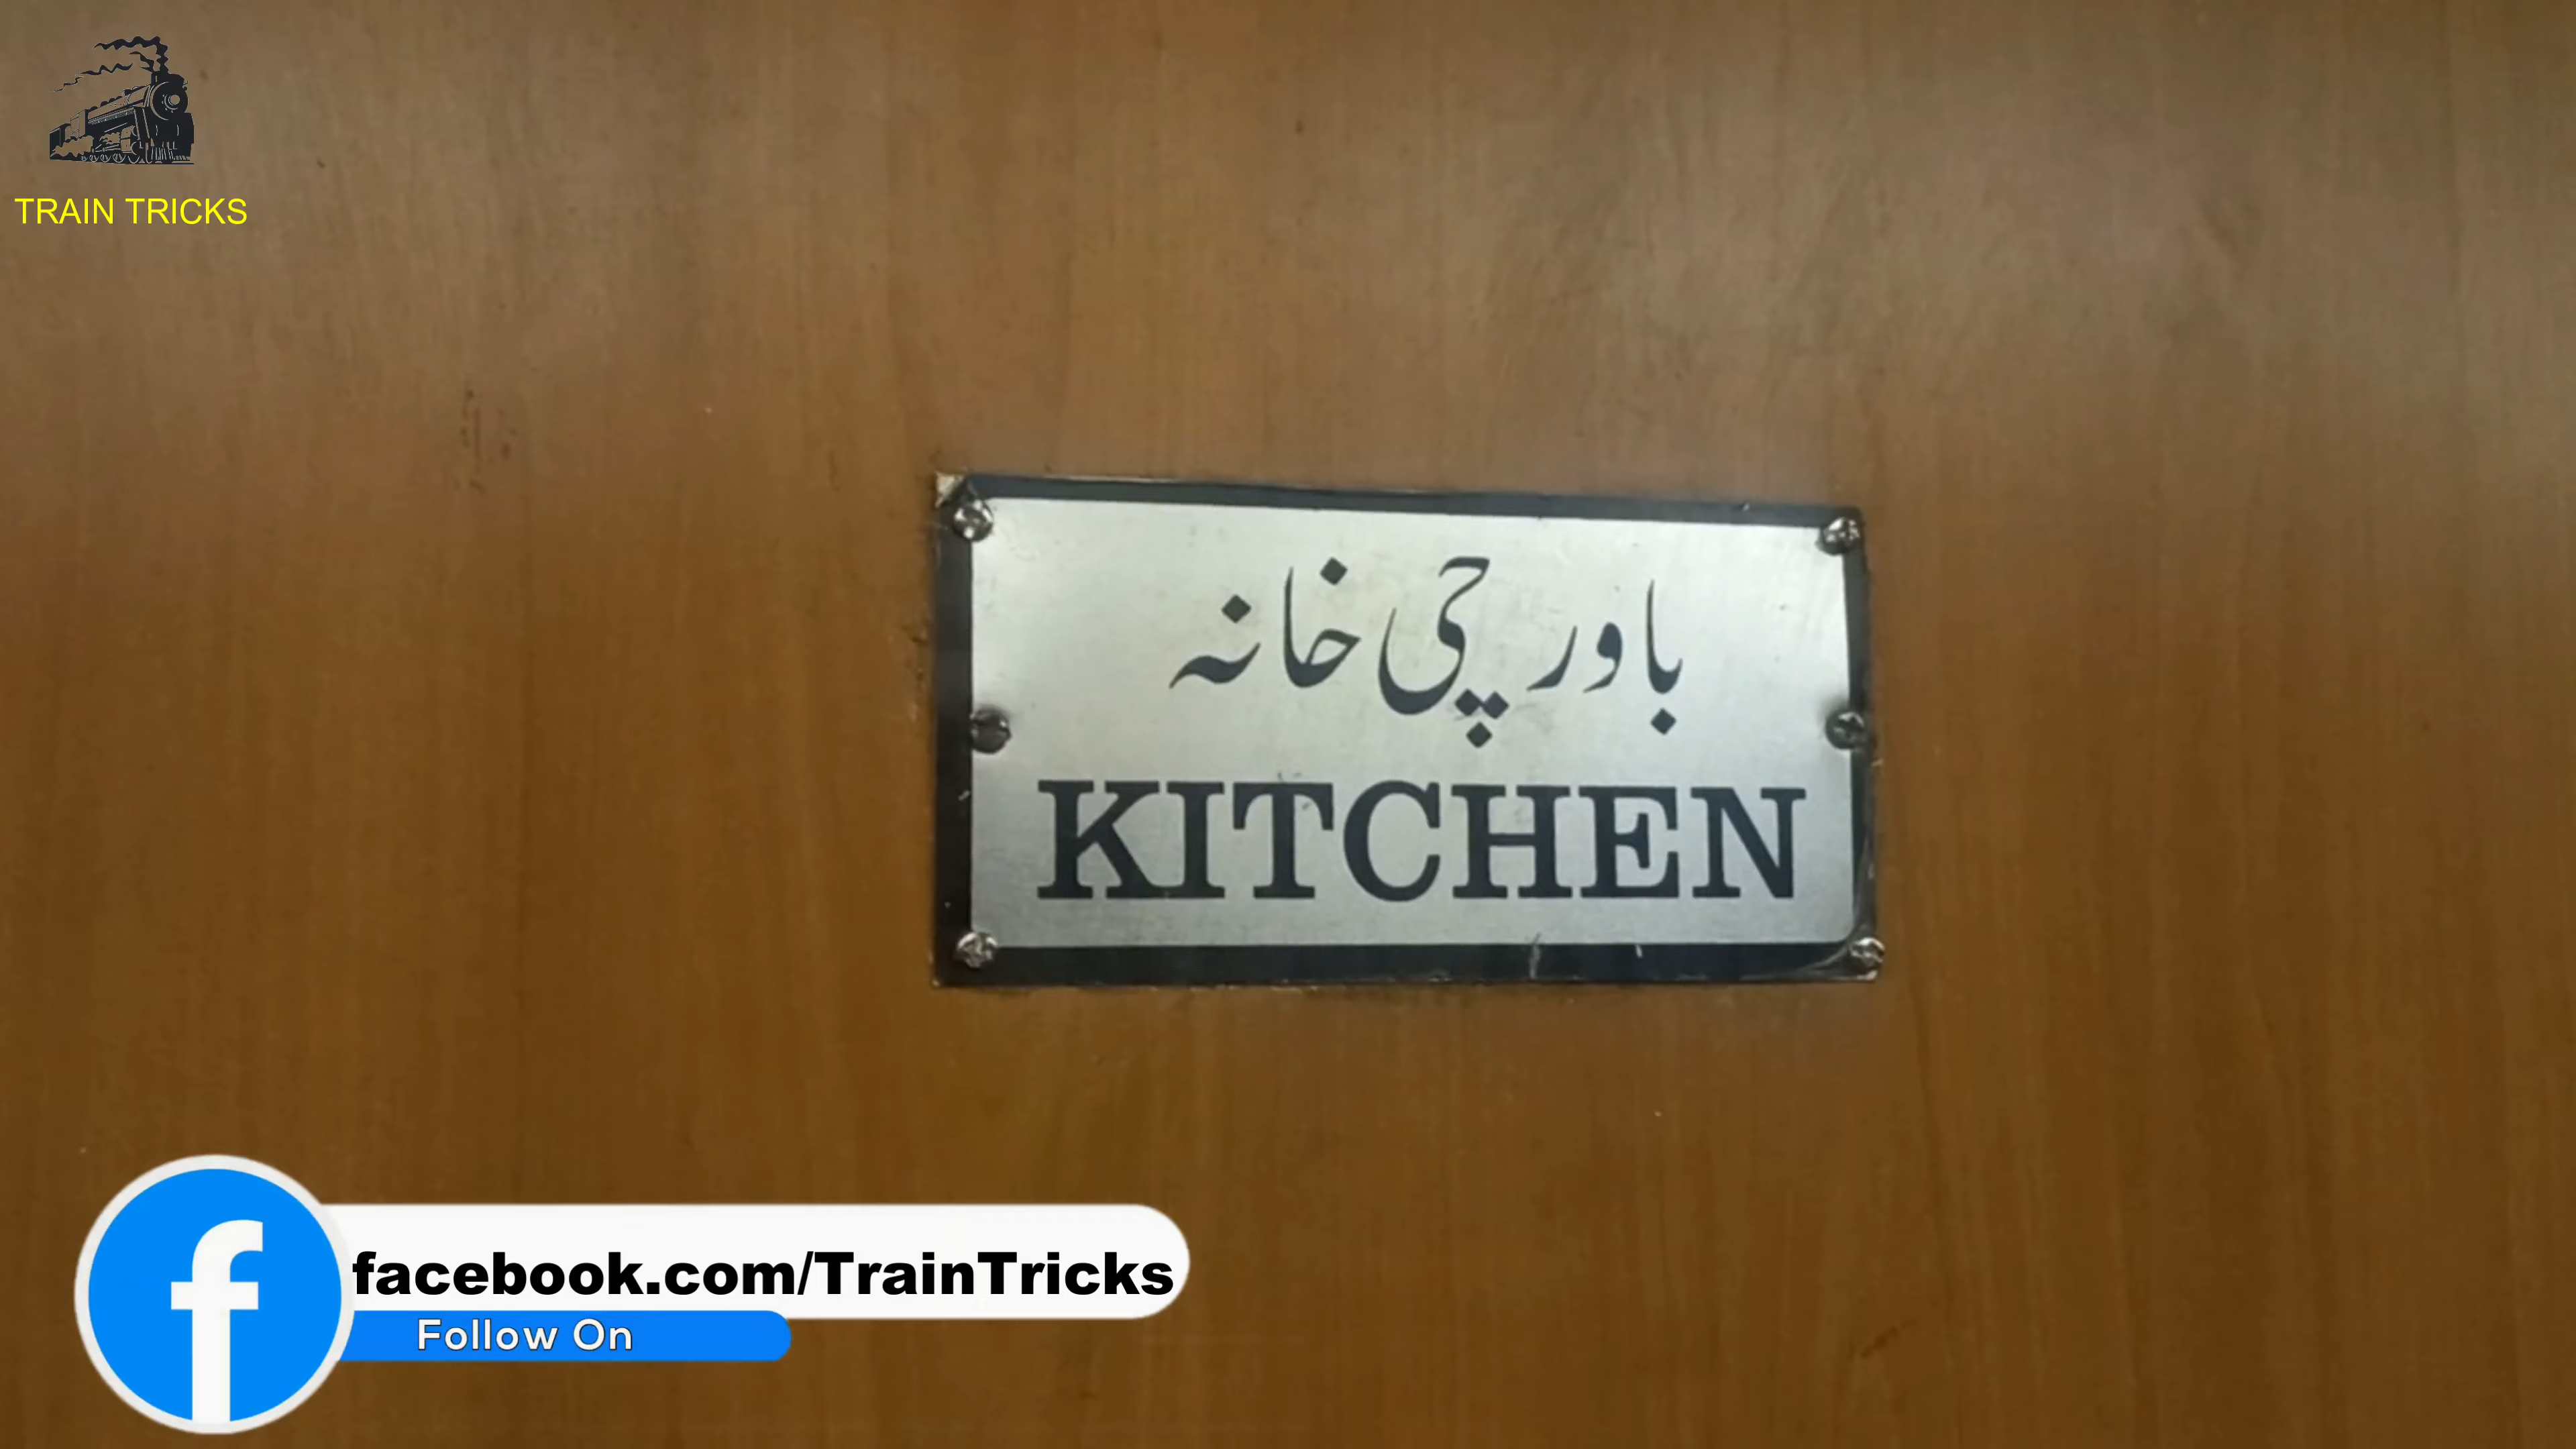 TRAIN TRICKS
باورچی خانہ
KITCHEN
facebook.com/TrainTricks
Follow On